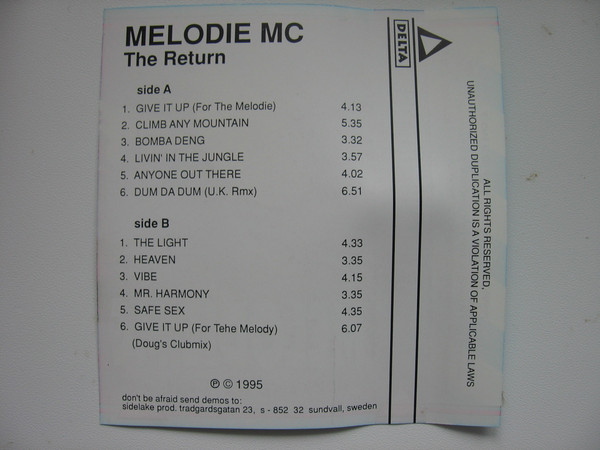 MELODIE MC
The Return
side A
1. GIVE IT UP (For The Melodie) 4.13
2. CLIMB ANY MOUNTAIN 5.35
3. BOMBA DENG 3.32
4. LIVIN' IN THE JUNGLE 3.57
5. ANYONE OUT THERE 4.02
6. DUM DA DUM (U.K. Rmx) 6.51
side B
1. THE LIGHT 4.33
2. HEAVEN 3.35
3. VIBE 4.15
4. MR. HARMONY 3.35
5. SAFE SEX 4.35
6. GIVE IT UP (For Tehe Melody) 6.07
(Doug's Clubmix)
℗ © 1995
don't be afraid send demos to:
sidelake prod. tradgardsgatan 23, s - 852 32 sundvall, sweden
DELTA
ALL RIGHTS RESERVED,
UNAUTHORIZED DUPLICATION IS A VIOLATION OF APPLICABLE LAWS